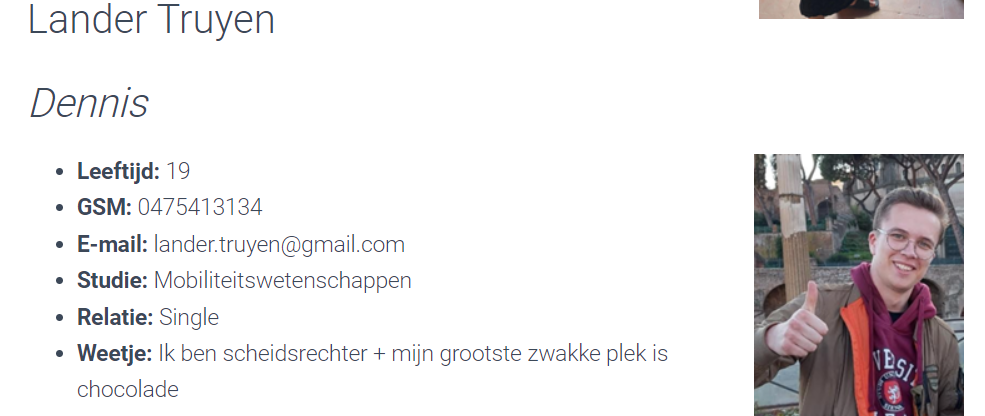 Lander Truyen
Dennis
• Leeftijd: 19
• GSM: 0475413134
• E-mail: lander.truyen@gmail.com
• Studie: Mobiliteitswetenschappen
• Relatie: Single
• Weetje: Ik ben scheidsrechter + mijn grootste zwakke plek is
chocolade